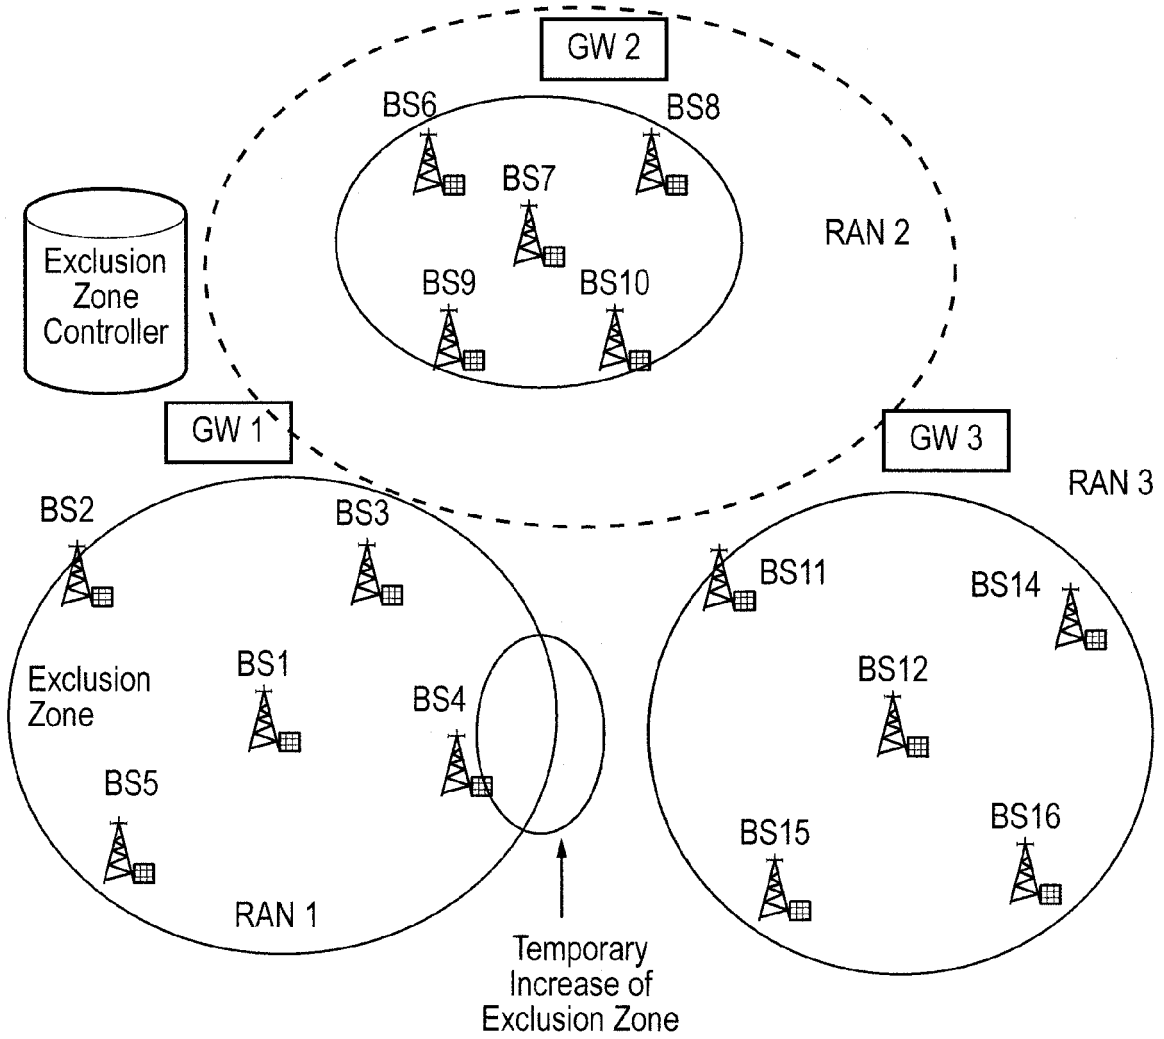 GW 2
BS6
BS8
BS7
RAN 2
Exclusion
Zone
Controller
BS9
BS10
GW 1
GW 3
RAN 3
BS2
BS3
BS11
BS14
Exclusion
Zone
BS1
BS4
BS12
BS5
BS15
BS16
RAN 1
Temporary
Increase of
Exclusion Zone